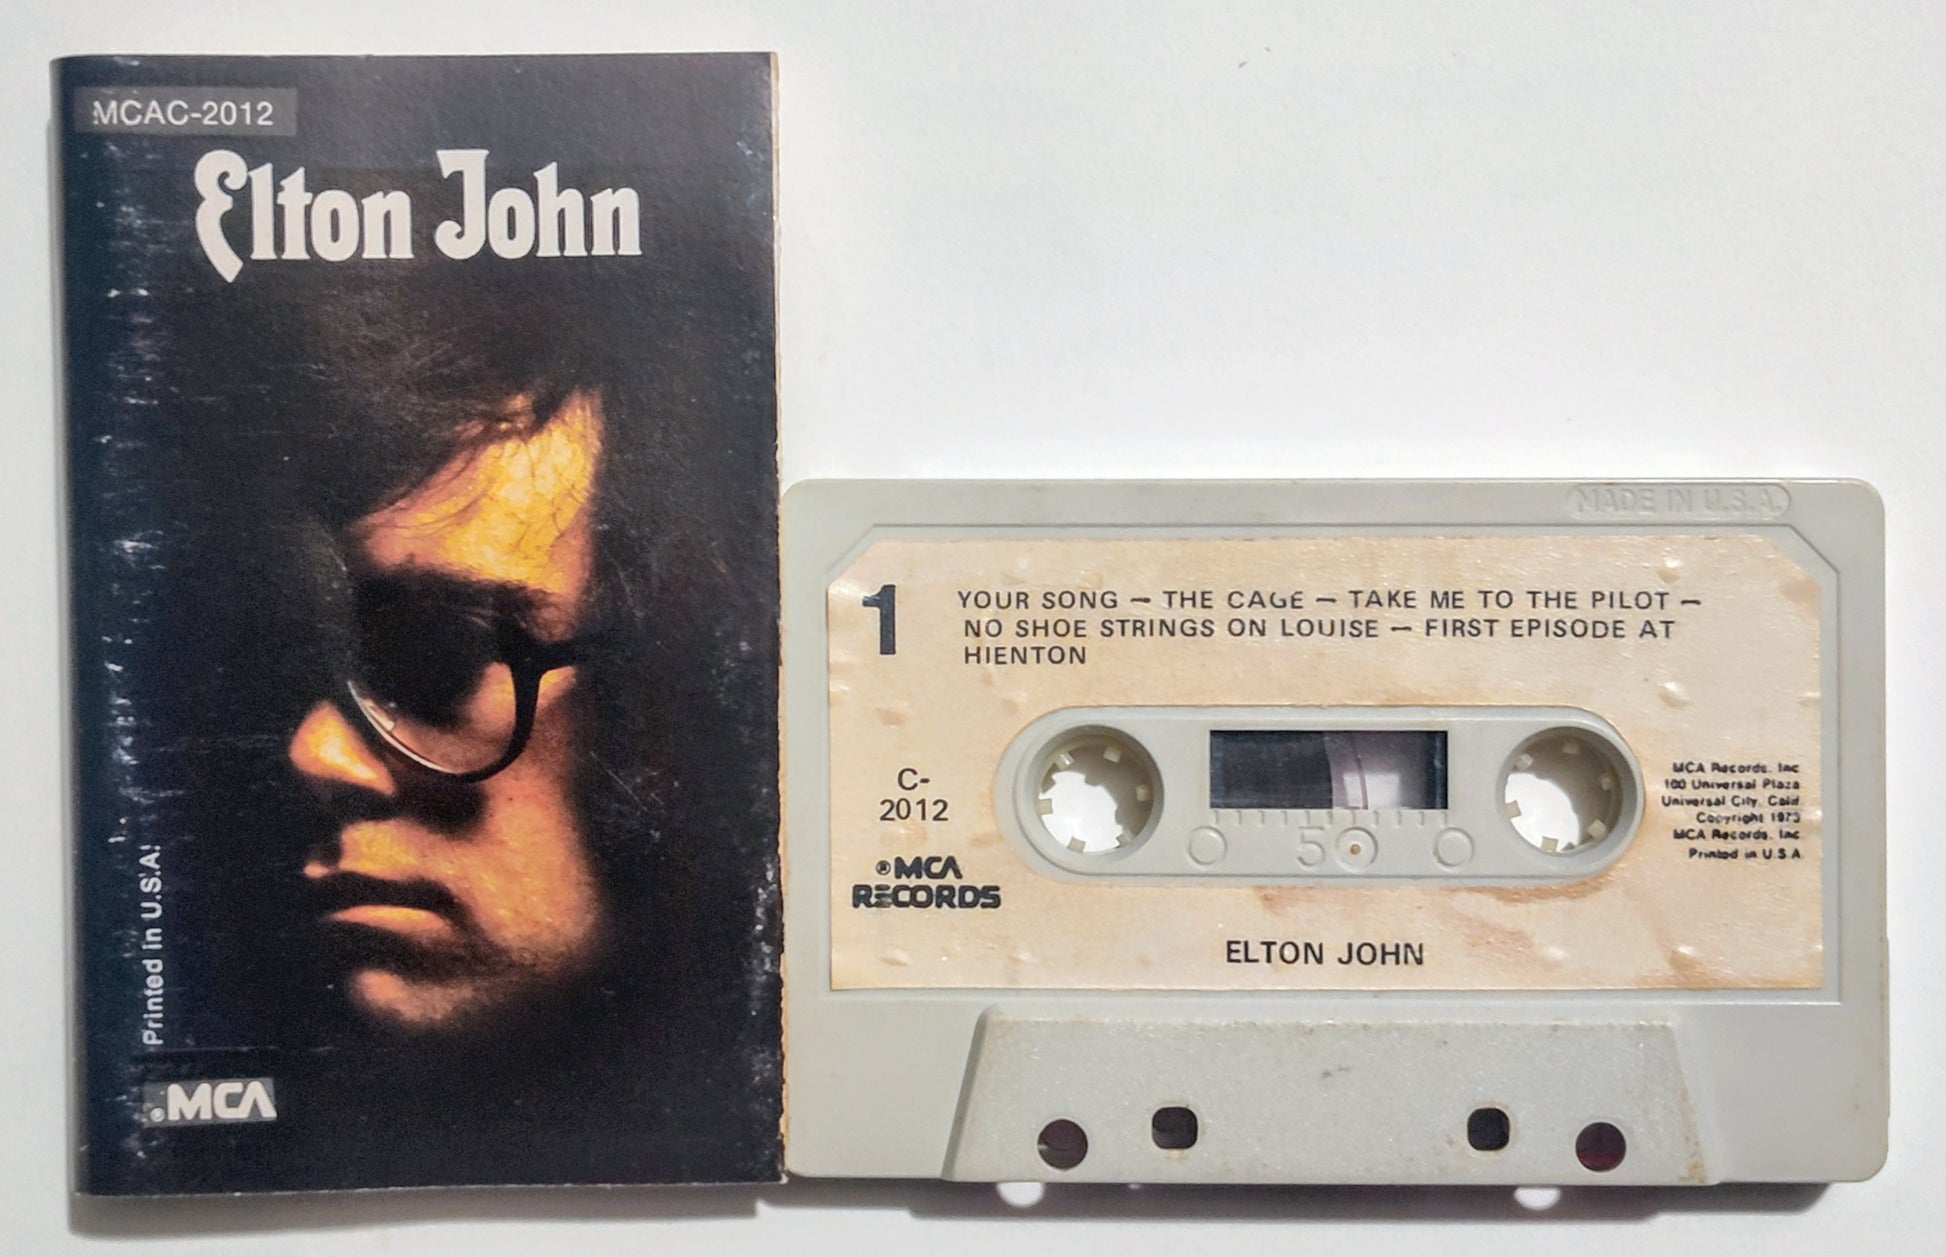 MCAC-2012
Elton John
Printed in U.S.A.
®MCA
MADE IN U.S.A.
1
YOUR SONG — THE CAGE — TAKE ME TO THE PILOT —
NO SHOE STRINGS ON LOUISE — FIRST EPISODE AT
HIENTON
C-
2012
®MCA
RECORDS
50
MCA Records, Inc.
100 Universal Plaza
Universal City, Calif.
Copyright 1973
MCA Records, Inc.
Printed in U.S.A.
ELTON JOHN